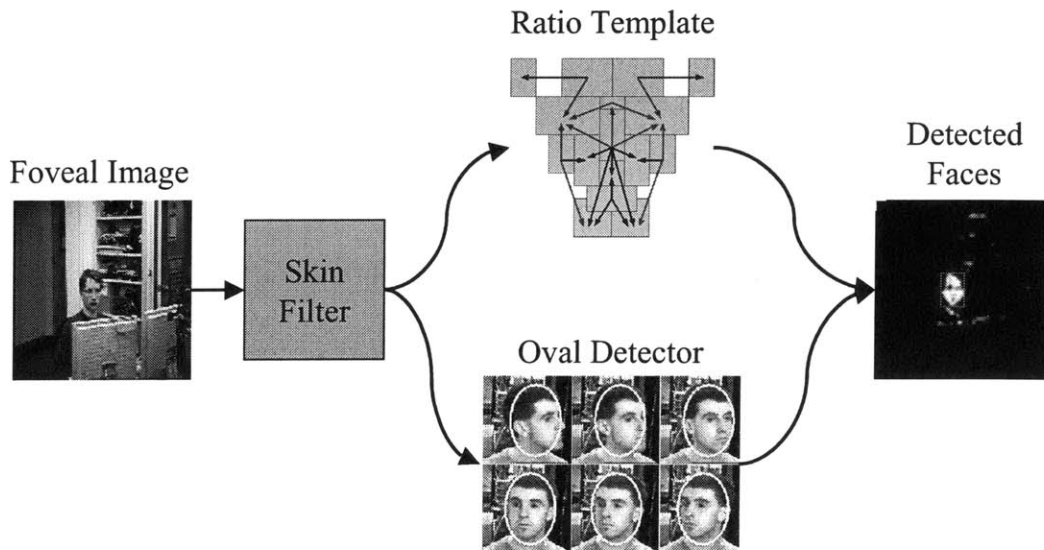 Ratio Template
Foveal Image
Skin
Filter
Oval Detector
Detected
Faces